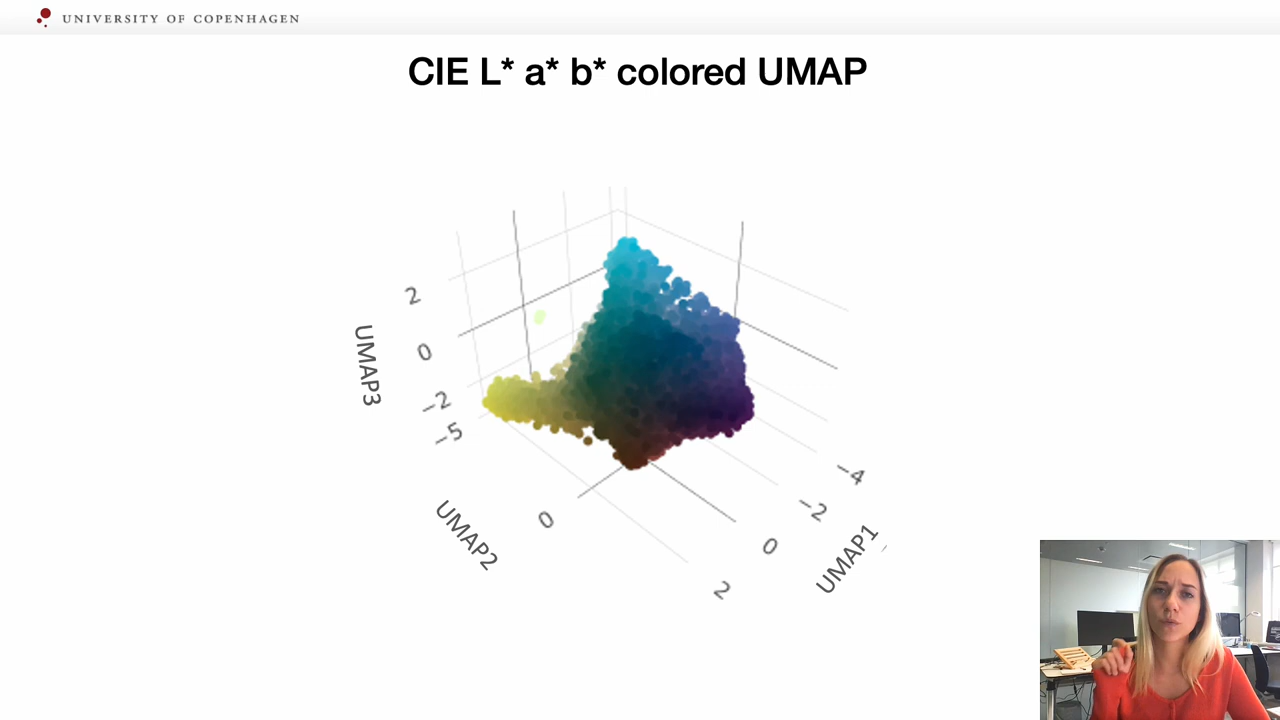 UNIVERSITY OF COPENHAGEN
CIE L* a* b* colored UMAP
2
0
−2
−5
UMAP3
0
2
UMAP2
−4
−2
0
UMAP1